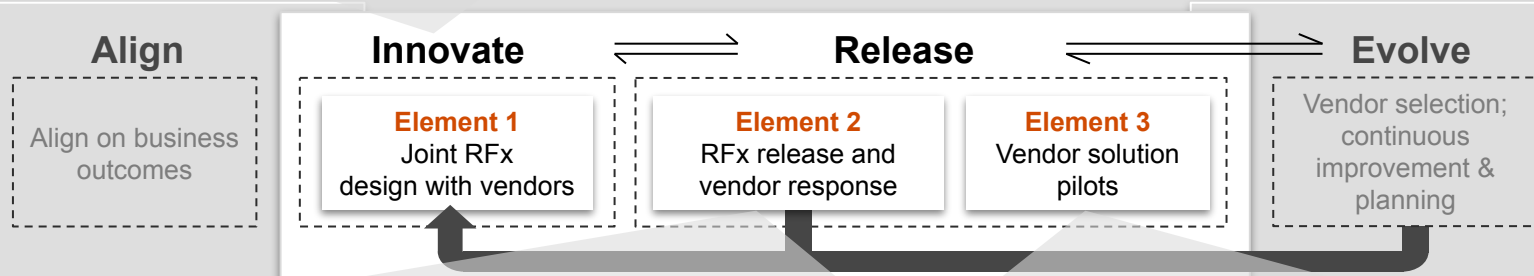 Align
Innovate
Release
Evolve
Align on business
outcomes
Element 1
Joint RFx
design with vendors
Element 2
RFx release and
vendor response
Element 3
Vendor solution
pilots
Vendor selection;
continuous
improvement &
planning